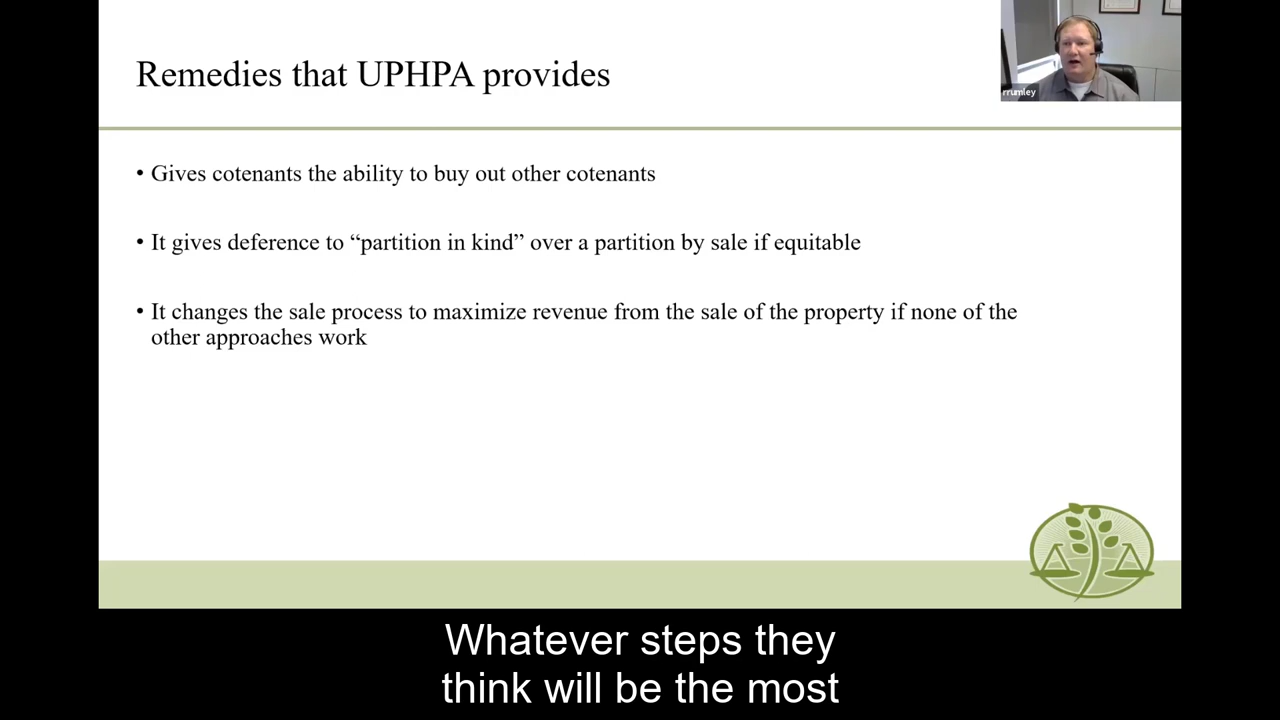 Remedies that UPHPA provides
rrumley
• Gives cotenants the ability to buy out other cotenants
• It gives deference to “partition in kind” over a partition by sale if equitable
• It changes the sale process to maximize revenue from the sale of the property if none of the
other approaches work
Whatever steps they
think will be the most